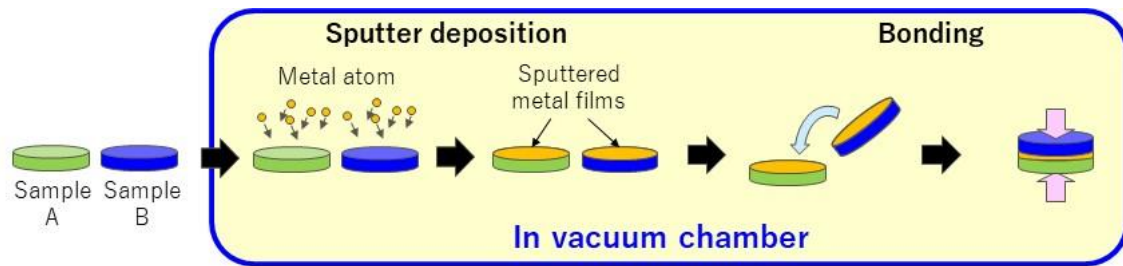 Sputter deposition
Bonding
Metal atom
Sputtered
metal films
Sample
A
Sample
B
In vacuum chamber